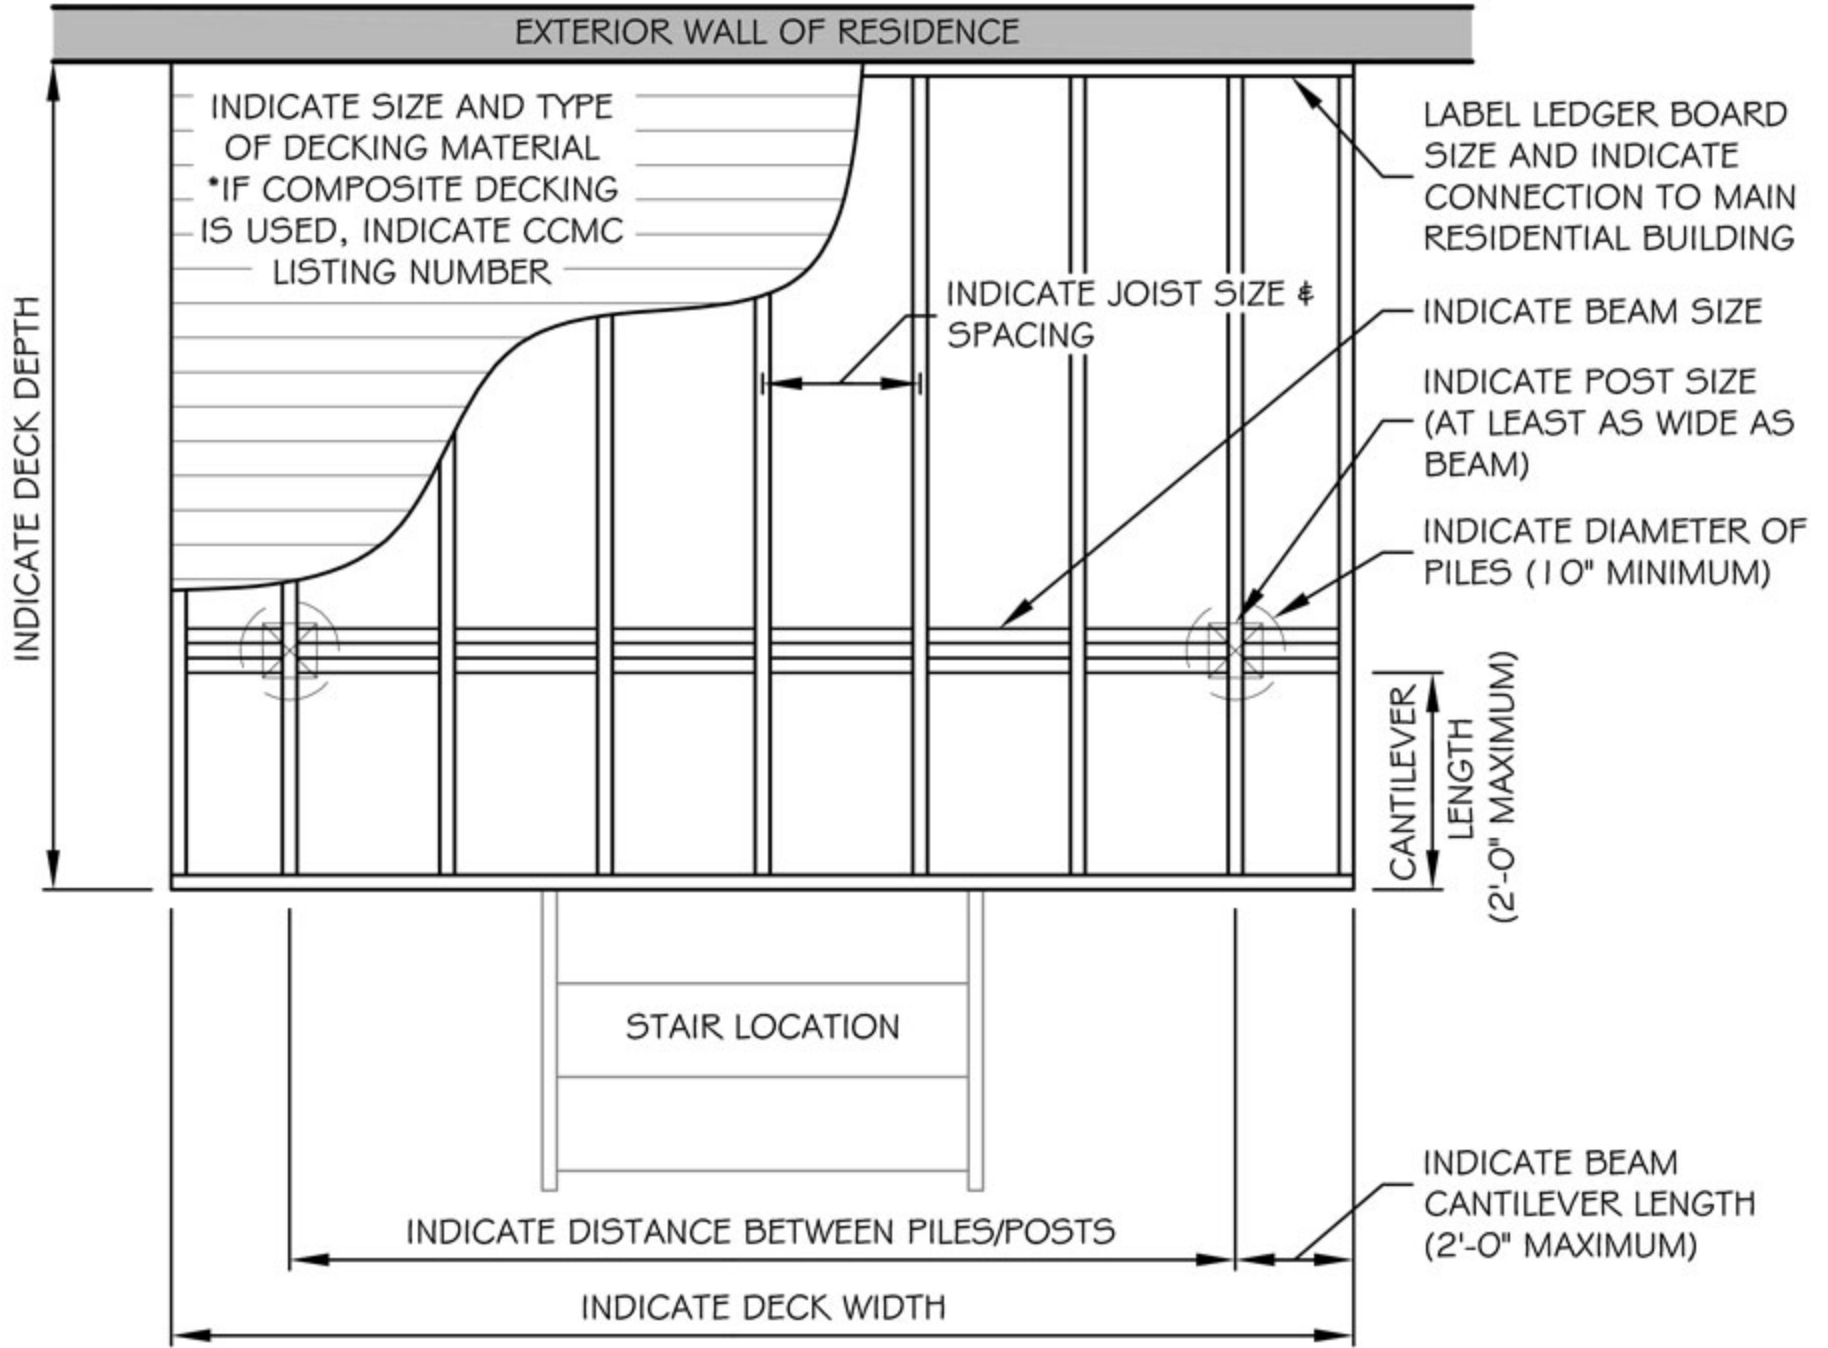 EXTERIOR WALL OF RESIDENCE
INDICATE SIZE AND TYPE
OF DECKING MATERIAL
*IF COMPOSITE DECKING
IS USED, INDICATE CCMC
LISTING NUMBER
LABEL LEDGER BOARD
SIZE AND INDICATE
CONNECTION TO MAIN
RESIDENTIAL BUILDING
INDICATE JOIST SIZE &
SPACING
INDICATE BEAM SIZE
INDICATE POST SIZE
(AT LEAST AS WIDE AS
BEAM)
INDICATE DIAMETER OF
PILES (10" MINIMUM)
INDICATE DECK DEPTH
CANTILEVER
LENGTH
(2'-0" MAXIMUM)
STAIR LOCATION
INDICATE BEAM
CANTILEVER LENGTH
(2'-0" MAXIMUM)
INDICATE DISTANCE BETWEEN PILES/POSTS
INDICATE DECK WIDTH